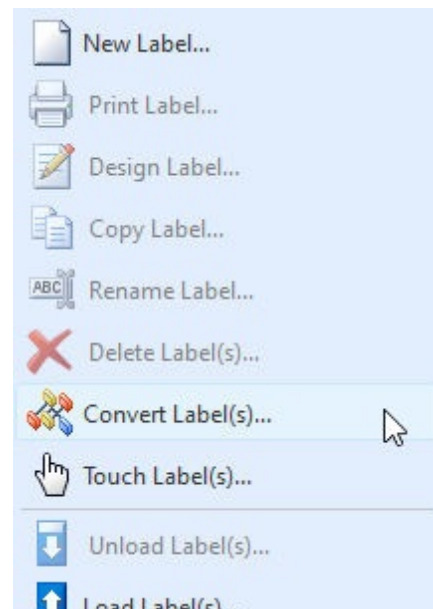 New Label...
Print Label...
Design Label...
Copy Label...
ABC Rename Label...
Delete Label(s)...
Convert Label(s)...
Touch Label(s)...
Unload Label(s)...
Load Label(s)...